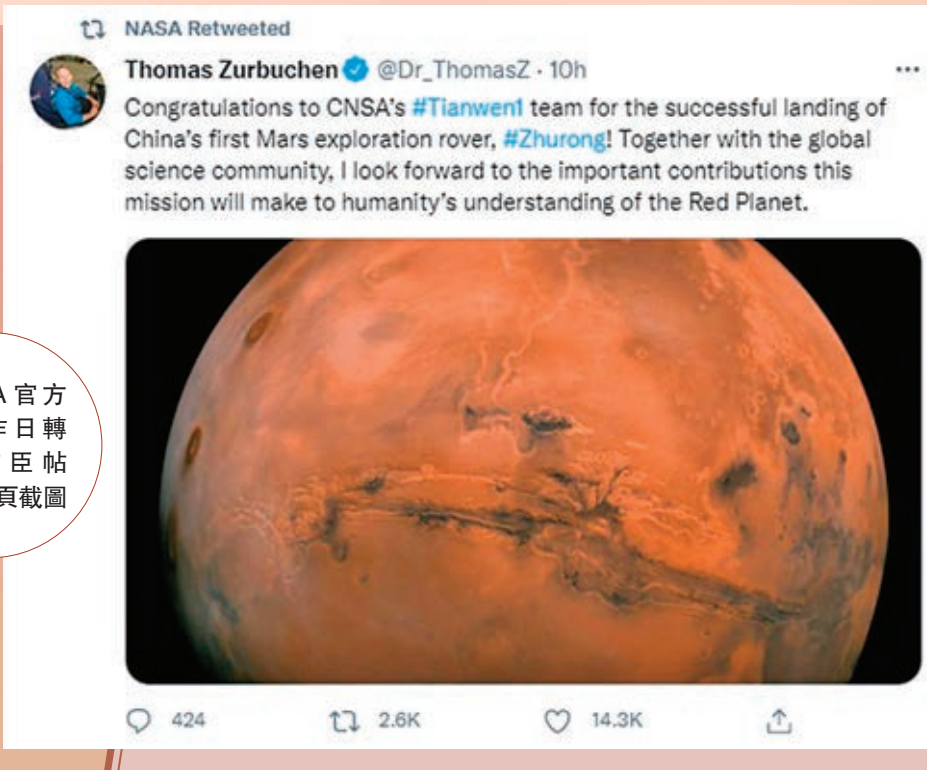 NASA Retweeted
Thomas Zurbuchen @Dr_ThomasZ · 10h
Congratulations to CNSA's #Tianwen1 team for the successful landing of
China's first Mars exploration rover, #Zhurong! Together with the global
science community, I look forward to the important contributions this
mission will make to humanity's understanding of the Red Planet.
424 2.6K 14.3K
A 官方
日轉
臣帖
頁截圖